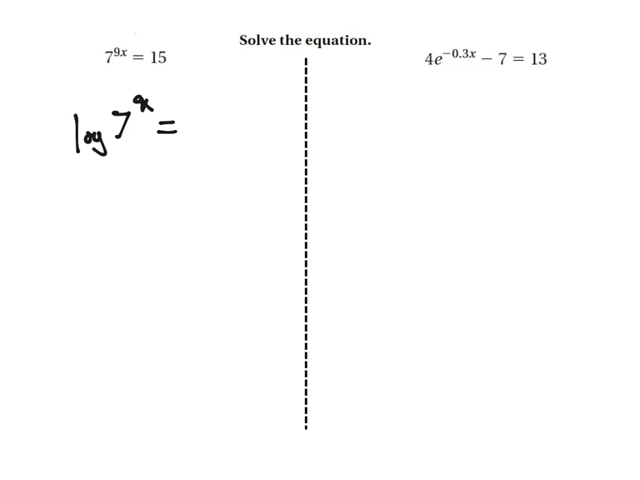 Solve the equation.
7^{9x} = 15
4e^{−0.3x} − 7 = 13
log 7^{9x} =